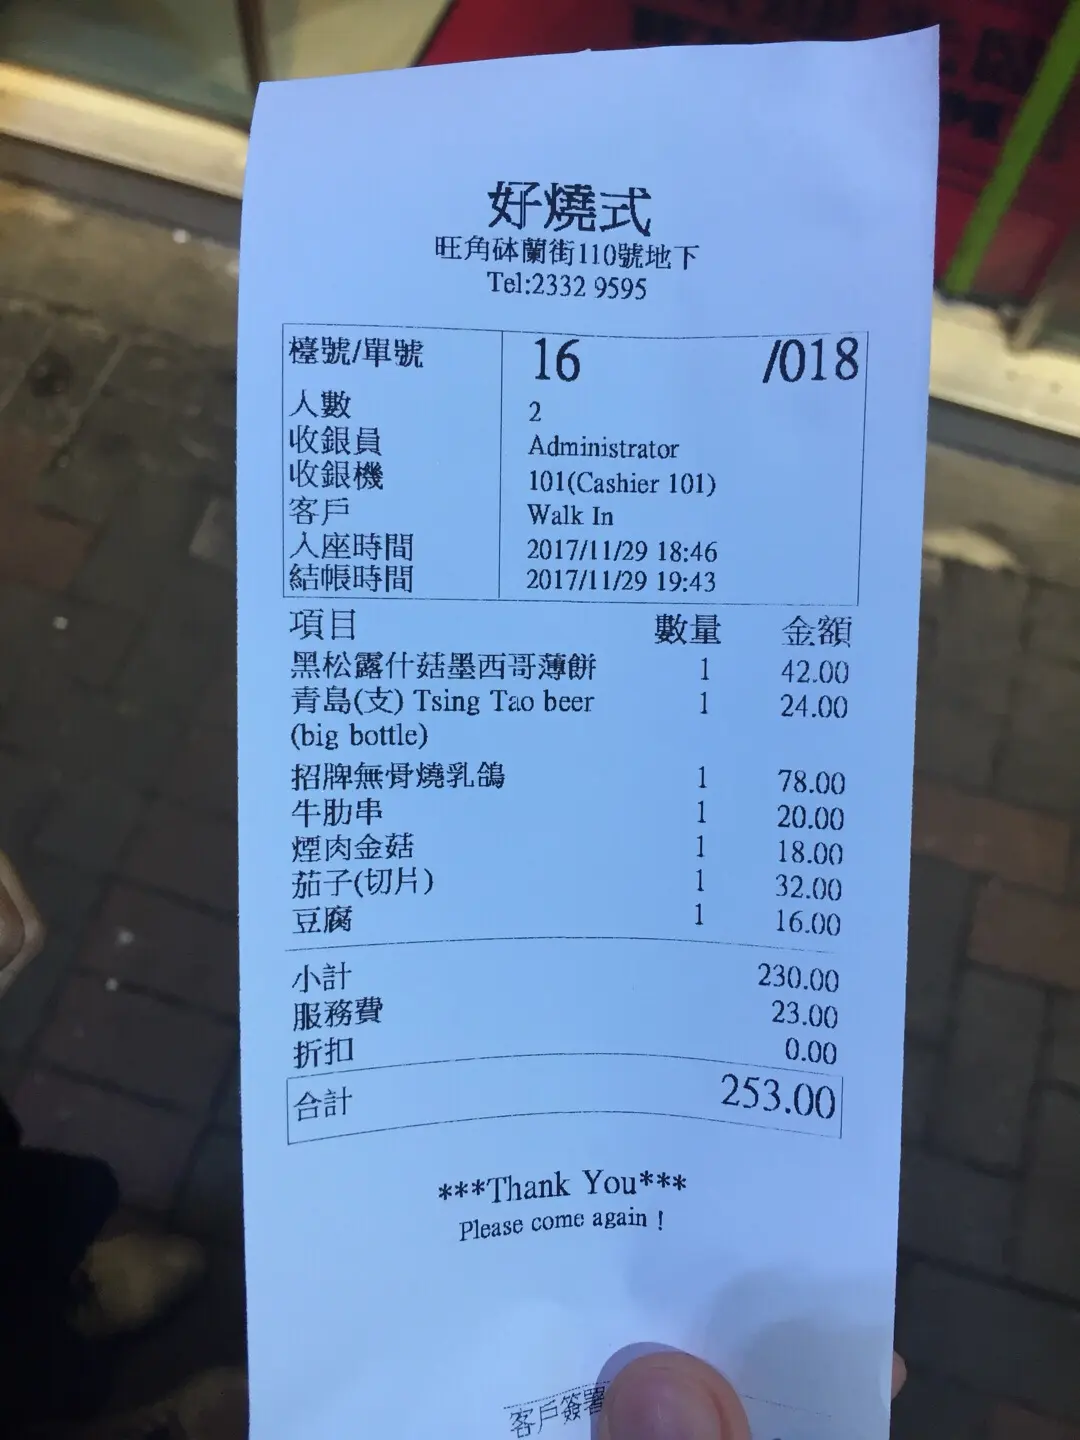 好燒式
旺角砵蘭街110號地下
Tel:2332 9595
檯號/單號 16 /018
人數 2
收銀員 Administrator
收銀機 101(Cashier 101)
客戶 Walk In
入座時間 2017/11/29 18:46
結帳時間 2017/11/29 19:43
項目 數量 金額
黑松露什菇墨西哥薄餅 1 42.00
青島(支) Tsing Tao beer 1 24.00
(big bottle)
招牌無骨燒乳鴿 1 78.00
牛肋串 1 20.00
煙肉金菇 1 18.00
茄子(切片) 1 32.00
豆腐 1 16.00
小計 230.00
服務費 23.00
折扣 0.00
合計 253.00
***Thank You***
Please come again !
客戶簽署